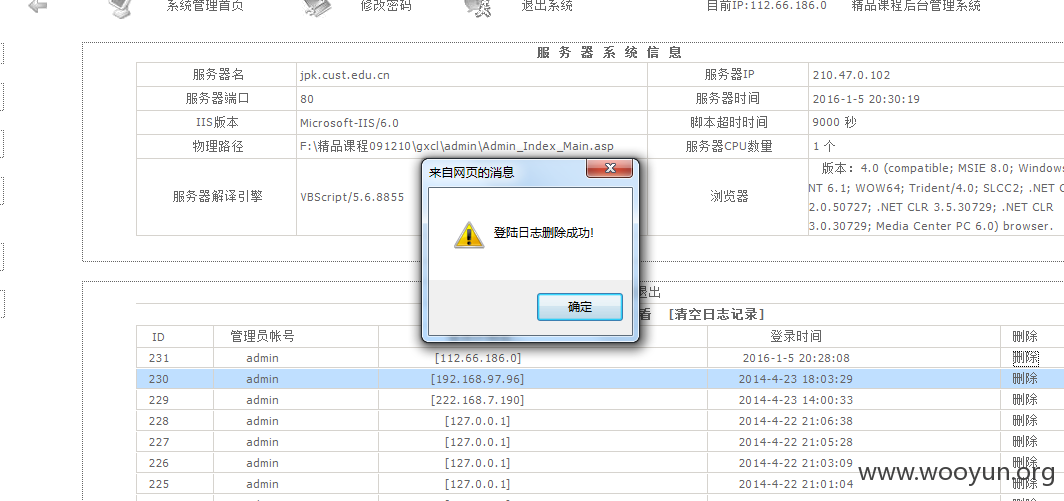 系统管理首页 修改密码 退出系统 目前IP:112.66.186.0 精品课程后台管理系统
服 务 器 系 统 信 息
服务器名 jpk.cust.edu.cn 服务器IP 210.47.0.102
服务器端口 80 服务器时间 2016-1-5 20:30:19
IIS版本 Microsoft-IIS/6.0 脚本超时时间 9000 秒
物理路径 F:\精品课程091210\gxcl\admin\Admin_Index_Main.asp 服务器CPU数量 1 个
服务器解译引擎 VBScript/5.6.8855 浏览器 版本：4.0 (compatible; MSIE 8.0; Windows
NT 6.1; WOW64; Trident/4.0; SLCC2; .NET C
2.0.50727; .NET CLR 3.5.30729; .NET CLR
3.0.30729; Media Center PC 6.0) browser.
来自网页的消息
登陆日志删除成功!
确定
退出
看 [清空日志记录]
ID 管理员帐号 登录时间 删除
231 admin [112.66.186.0] 2016-1-5 20:28:08 删除
230 admin [192.168.97.96] 2014-4-23 18:03:29 删除
229 admin [222.168.7.190] 2014-4-23 14:00:33 删除
228 admin [127.0.0.1] 2014-4-22 21:06:38 删除
227 admin [127.0.0.1] 2014-4-22 21:05:28 删除
226 admin [127.0.0.1] 2014-4-22 21:03:09 删除
225 admin [127.0.0.1] 2014-4-22 21:01:04 删除
www.wooyun.org